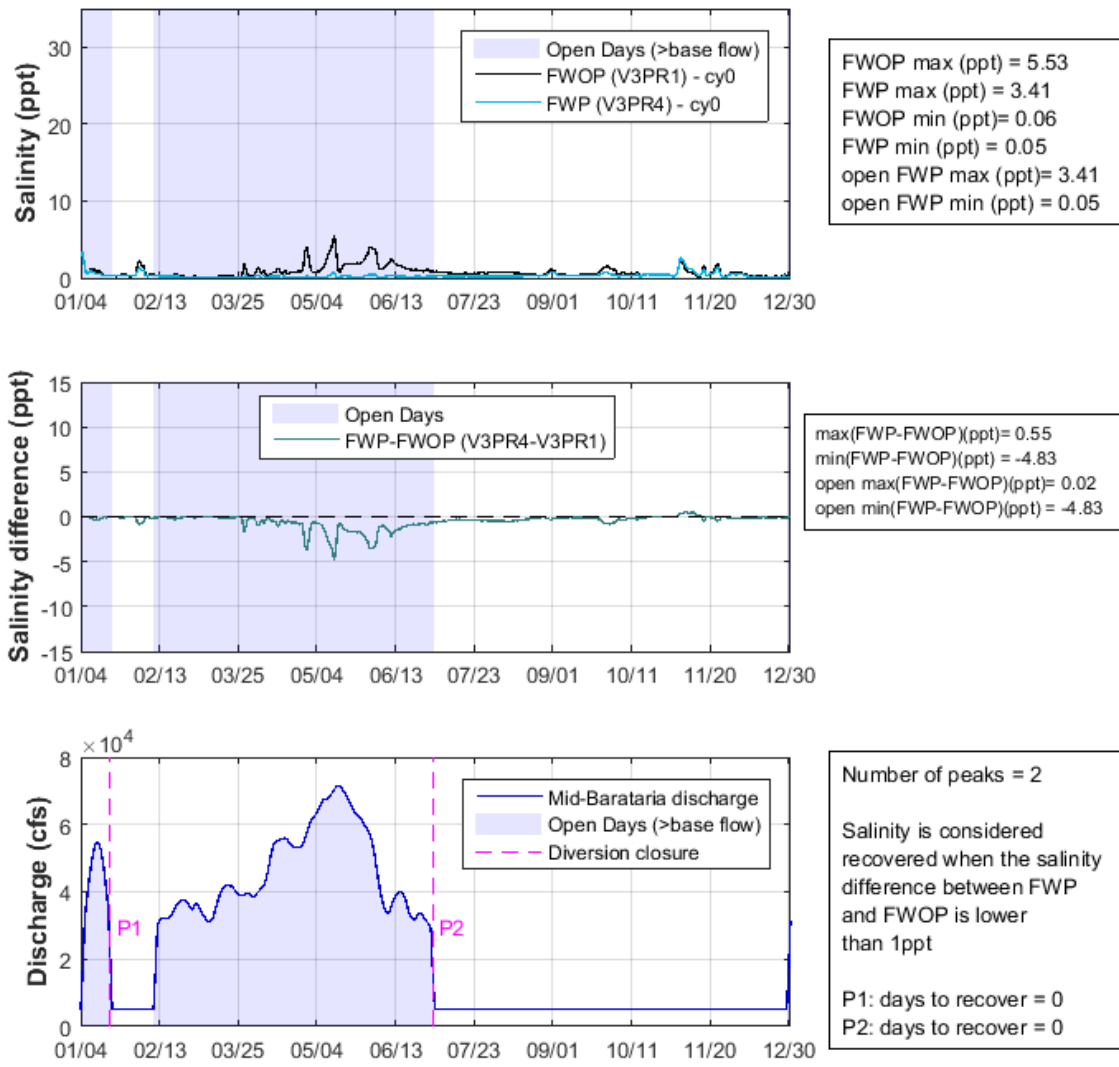 Salinity (ppt)
30
20
10
0
01/04 02/13 03/25 05/04 06/13 07/23 09/01 10/11 11/20 12/30
Open Days (>base flow)
FWOP (V3PR1) - cy0
FWP (V3PR4) - cy0
FWOP max (ppt) = 5.53
FWP max (ppt) = 3.41
FWOP min (ppt)= 0.06
FWP min (ppt) = 0.05
open FWP max (ppt)= 3.41
open FWP min (ppt) = 0.05
Salinity difference (ppt)
15
10
5
0
-5
-10
-15
01/04 02/13 03/25 05/04 06/13 07/23 09/01 10/11 11/20 12/30
Open Days
FWP-FWOP (V3PR4-V3PR1)
max(FWP-FWOP)(ppt)= 0.55
min(FWP-FWOP)(ppt) = -4.83
open max(FWP-FWOP)(ppt)= 0.02
open min(FWP-FWOP)(ppt) = -4.83
Discharge (cfs)
×10^4
8
6
4
2
0
01/04 02/13 03/25 05/04 06/13 07/23 09/01 10/11 11/20 12/30
Mid-Barataria discharge
Open Days (>base flow)
Diversion closure
P1
P2
Number of peaks = 2
Salinity is considered
recovered when the salinity
difference between FWP
and FWOP is lower
than 1ppt
P1: days to recover = 0
P2: days to recover = 0